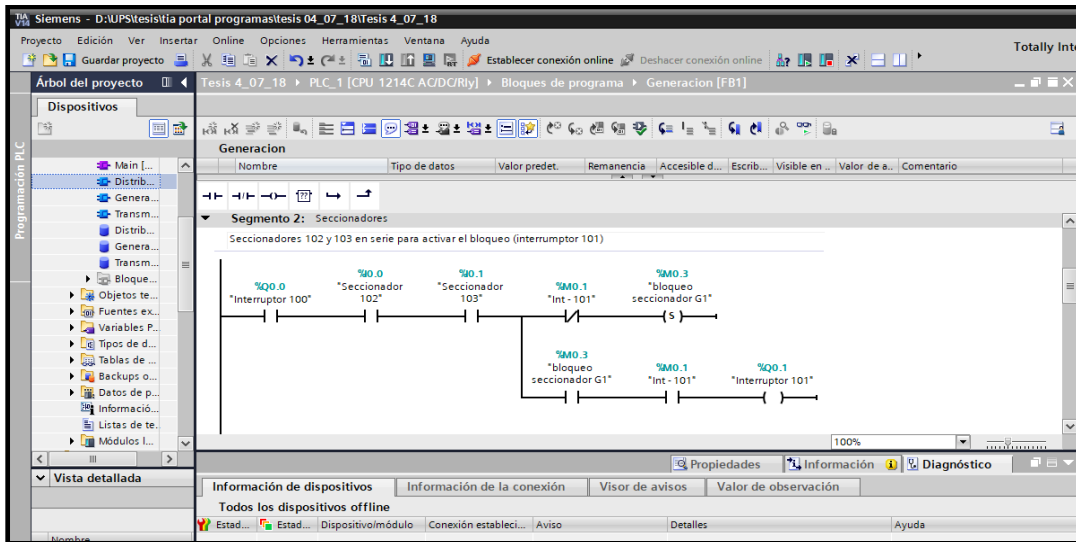 TIA V14 Siemens - D:\UPS\tesis\tia portal programas\tesis 04_07_18\Tesis 4_07_18
Proyecto Edición Ver Insertar Online Opciones Herramientas Ventana Ayuda
Totally Inte
Guardar proyecto Establecer conexión online Deshacer conexión online
Árbol del proyecto
Tesis 4_07_18 PLC_1 [CPU 1214C AC/DC/Rly] Bloques de programa Generacion [FB1]
Dispositivos
Programación PLC
Generacion
Nombre Tipo de datos Valor predet. Remanencia Accesible d... Escrib... Visible en .. Valor de a.. Comentario
Main [...
Distrib...
Genera...
Transm...
Distrib...
Genera...
Transm...
Bloque...
Objetos te...
Fuentes ex...
Variables P...
Tipos de d...
Tablas de ...
Backups o...
Datos de p...
Informació...
Listas de te..
Módulos l...
??
Segmento 2: Seccionadores
Seccionadores 102 y 103 en serie para activar el bloqueo (interrumptor 101)
%Q0.0
"Interruptor 100"
%I0.0
"Seccionador
102"
%I0.1
"Seccionador
103"
%M0.1
"Int - 101"
%M0.3
"bloqueo
seccionador G1"
S
%M0.3
"bloqueo
seccionador G1"
%M0.1
"Int - 101"
%Q0.1
"Interruptor 101"
100%
Propiedades Información Diagnóstico
Vista detallada
Información de dispositivos Información de la conexión Visor de avisos Valor de observación
Todos los dispositivos offline
Estad... Estad... Dispositivo/módulo Conexión estableci... Aviso Detalles Ayuda
Nombre